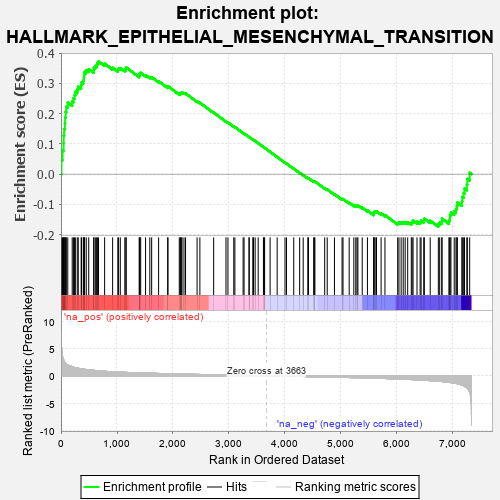 Enrichment plot:
HALLMARK_EPITHELIAL_MESENCHYMAL_TRANSITION
Enrichment score (ES)
0.4
0.3
0.2
0.1
0.0
-0.1
-0.2
'na_pos' (positively correlated)
Ranked list metric (PreRanked)
10
5
0
-5
-10
Zero cross at 3663
'na_neg' (negatively correlated)
0
1,000
2,000
3,000
4,000
5,000
6,000
7,000
Rank in Ordered Dataset
Enrichment profile
Hits
Ranking metric scores